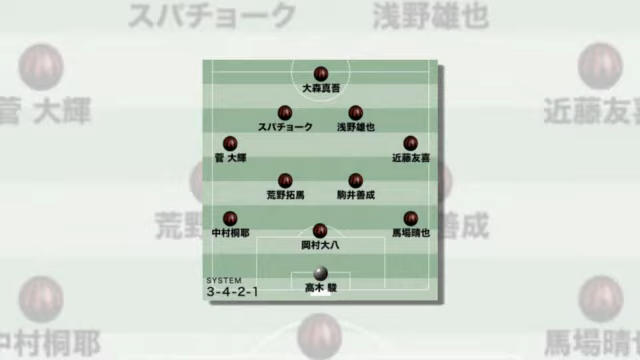 スパチョーク 浅野雄也
菅 大輝 近藤友喜
大森真吾
スパチョーク 浅野雄也
菅 大輝 近藤友喜
荒野拓馬 駒井善成
中村桐耶 岡村大八 馬場晴也
高木 駿
SYSTEM
3-4-2-1
荒野 善成
中村桐耶 馬場晴也